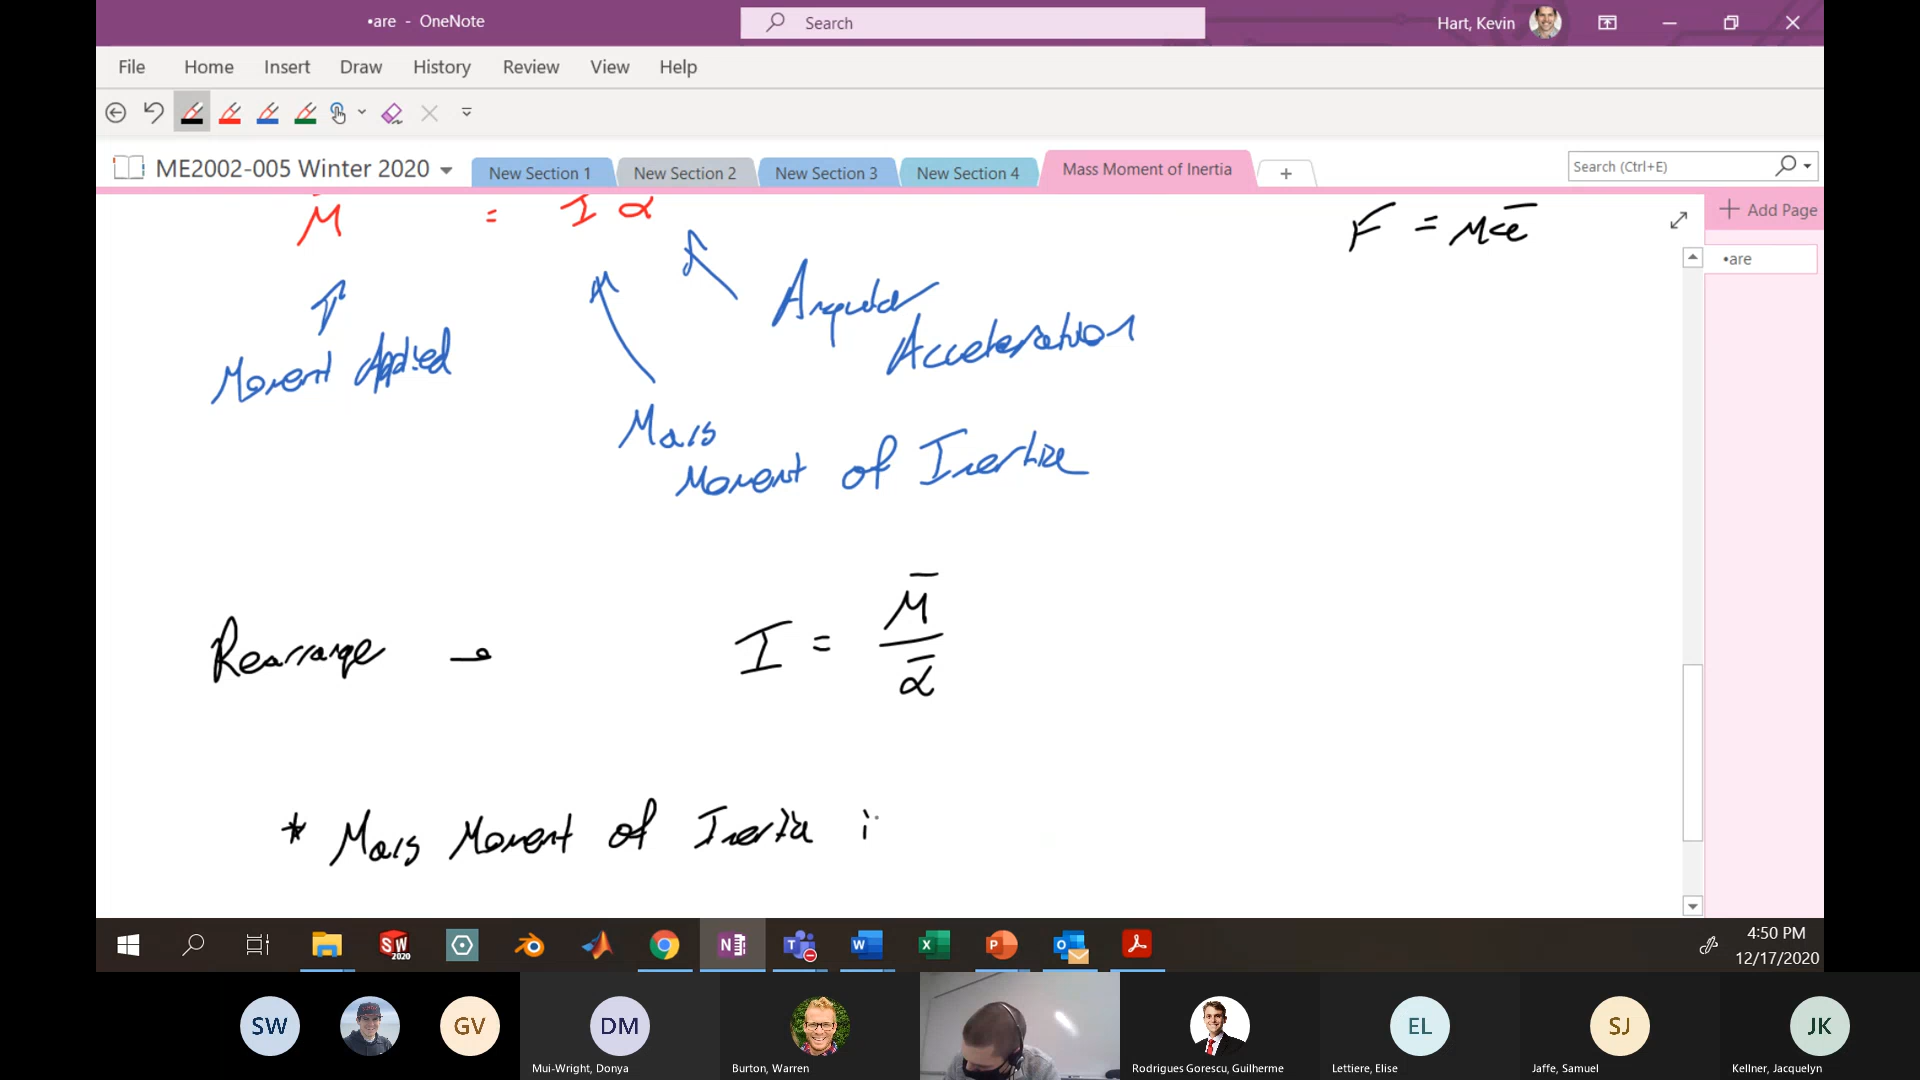 •are - OneNote
Search
Hart, Kevin
File Home Insert Draw History Review View Help
ME2002-005 Winter 2020
New Section 1
New Section 2
New Section 3
New Section 4
Mass Moment of Inertia
+
Search (Ctrl+E)
Add Page
•are
M̄ = I α
F = ma̅
Moment Applied
Angular
Acceleration
Mass
Moment of Inertia
Rearrange → I = M̄ / ᾱ
* Mass Moment of Inertia i
4:50 PM
12/17/2020
SW
GV
DM
EL
SJ
JK
Mui-Wright, Donya
Burton, Warren
Rodrigues Gorescu, Guilherme
Lettiere, Elise
Jaffe, Samuel
Kellner, Jacquelyn